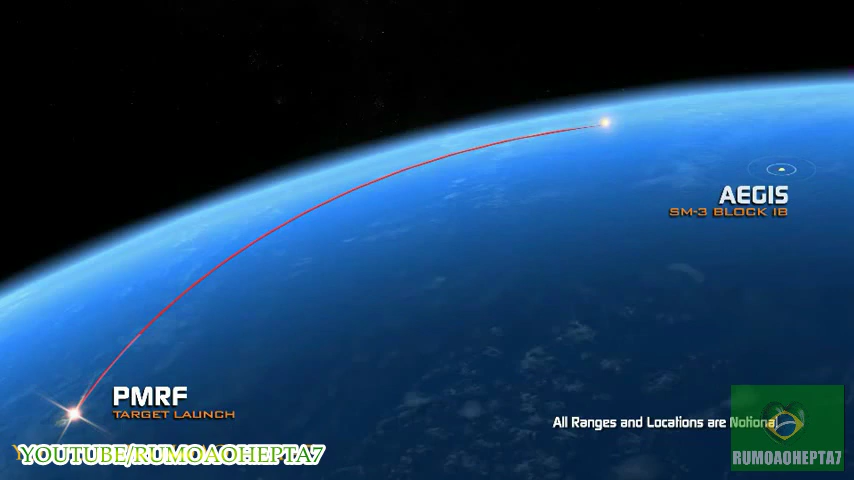 AEGIS
SM-3 BLOCK IB
PMRF
TARGET LAUNCH
All Ranges and Locations are Notional
YOUTUBE/RUMOAOHEPTA7
RUMOAOHEPTA7